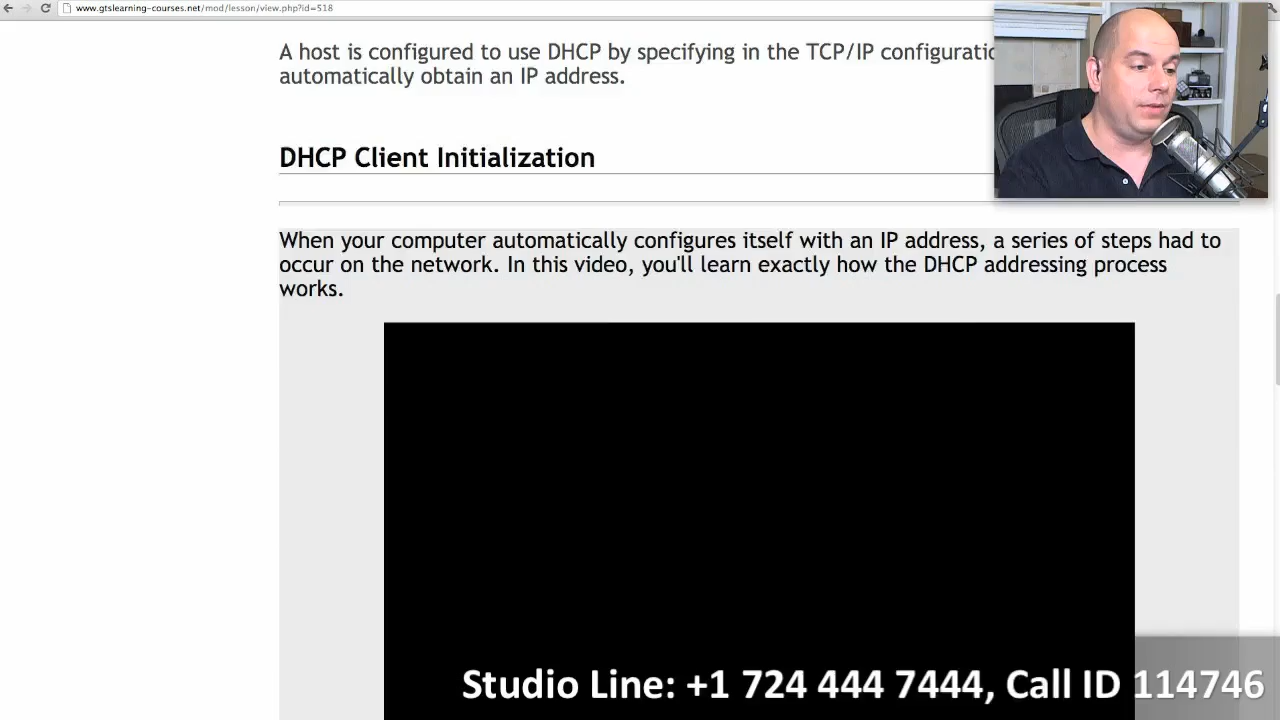 www.gtslearning-courses.net/mod/lesson/view.php?id=518
A host is configured to use DHCP by specifying in the TCP/IP
automatically obtain an IP address.
DHCP Client Initialization
When your computer automatically configures itself with an IP address, a series of steps had to
occur on the network. In this video, you'll learn exactly how the DHCP addressing process
works.
Studio Line: +1 724 444 7444, Call ID 114746